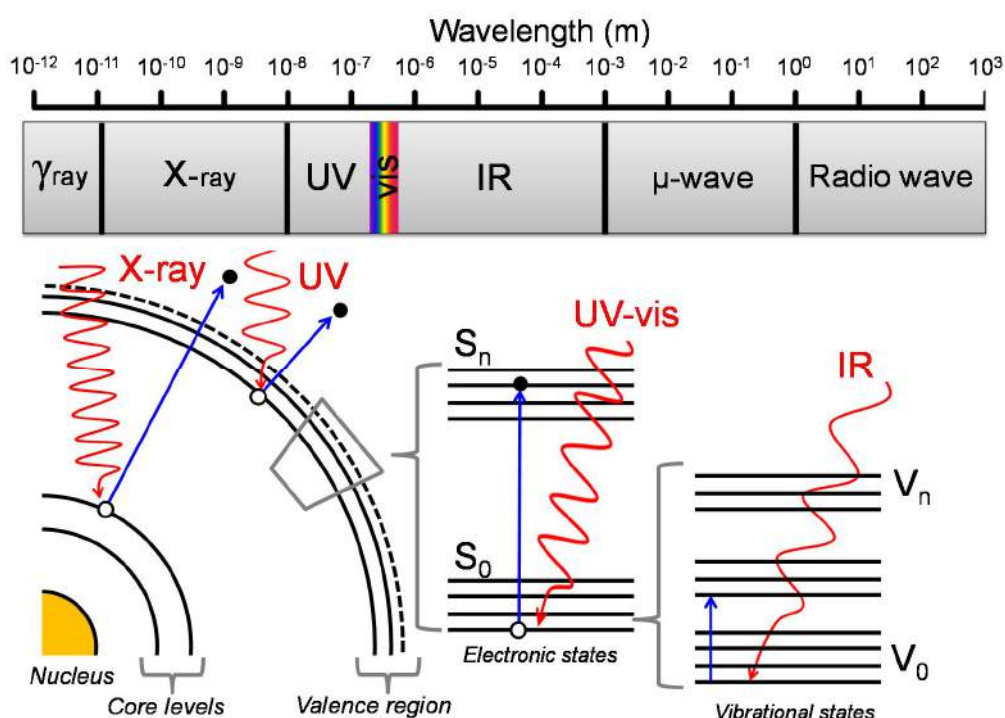 Wavelength (m)
10⁻¹² 10⁻¹¹ 10⁻¹⁰ 10⁻⁹ 10⁻⁸ 10⁻⁷ 10⁻⁶ 10⁻⁵ 10⁻⁴ 10⁻³ 10⁻² 10⁻¹ 10⁰ 10¹ 10² 10³
γray X-ray UV vis IR µ-wave Radio wave
X-ray UV
UV-vis
Sₙ
IR
Vₙ
S₀
V₀
Nucleus
Core levels
Valence region
Electronic states
Vibrational states